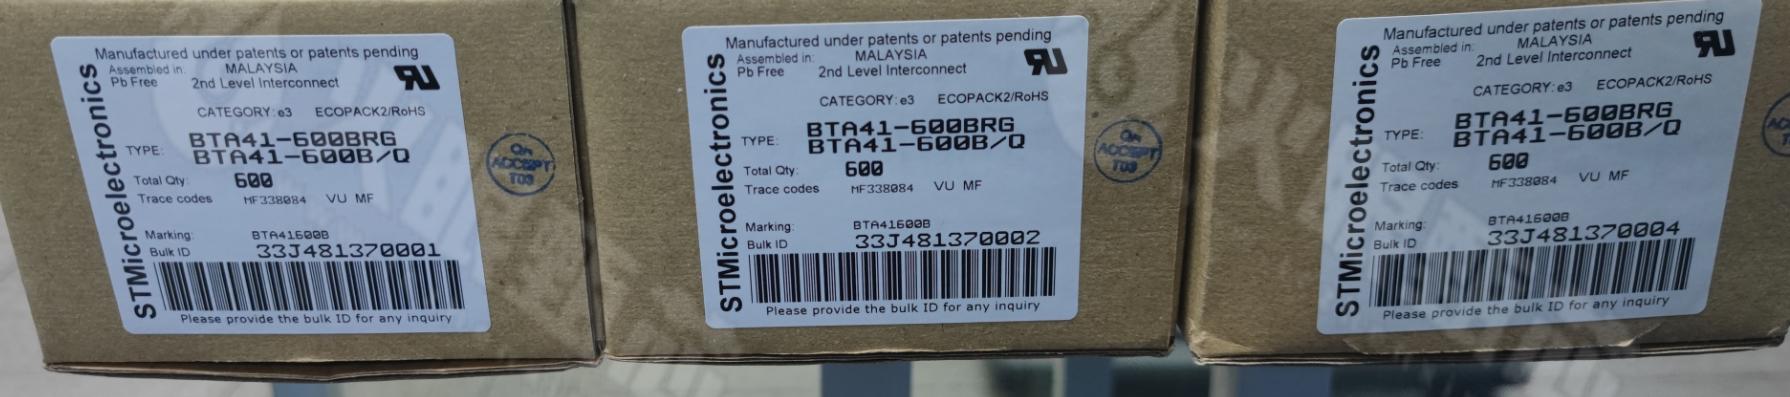 Manufactured under patents or patents pending
Assembled in: MALAYSIA
Pb Free 2nd Level Interconnect
CATEGORY: e3 ECOPACK2/RoHS
TYPE: BTA41-600BRG
BTA41-600B/Q
Total Qty: 600
Trace codes MF338084 VU MF
Marking: BTA41600B
Bulk ID 33J481370001
Please provide the bulk ID for any inquiry
STMicroelectronics
QA
ACCEPT
T03
Manufactured under patents or patents pending
Assembled in: MALAYSIA
Pb Free 2nd Level Interconnect
CATEGORY: e3 ECOPACK2/RoHS
TYPE: BTA41-600BRG
BTA41-600B/Q
Total Qty: 600
Trace codes MF338084 VU MF
Marking: BTA41600B
Bulk ID 33J481370002
Please provide the bulk ID for any inquiry
STMicroelectronics
QA
ACCEPT
T03
Manufactured under patents or patents pending
Assembled in: MALAYSIA
Pb Free 2nd Level Interconnect
CATEGORY: e3 ECOPACK2/RoHS
TYPE: BTA41-600BRG
BTA41-600B/Q
Total Qty: 600
Trace codes MF338084 VU MF
Marking: BTA41600B
Bulk ID 33J481370004
Please provide the bulk ID for any inquiry
STMicroelectronics